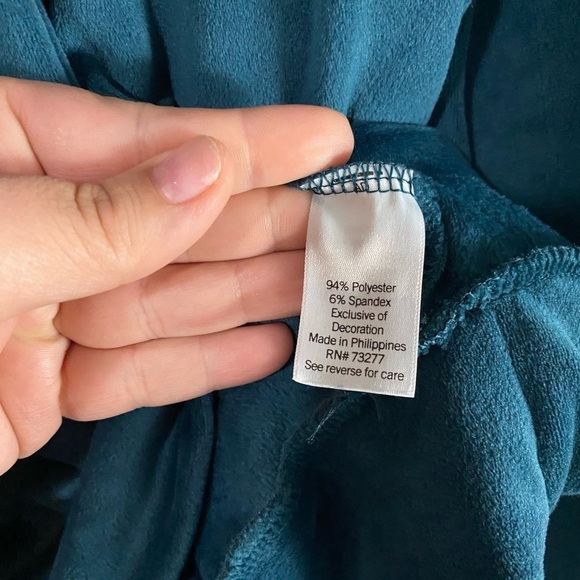 94% Polyester
6% Spandex
Exclusive of
Decoration
Made in Philippines
RN# 73277
See reverse for care